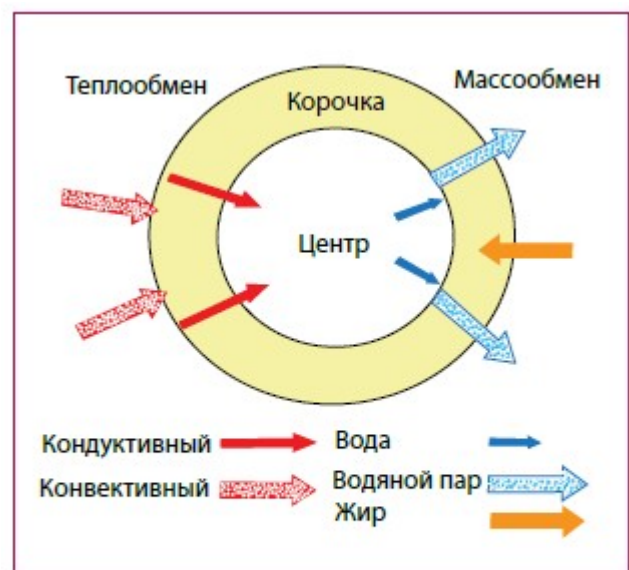 Теплообмен
Массообмен
Корочка
Центр
Кондуктивный
Вода
Конвективный
Водяной пар
Жир